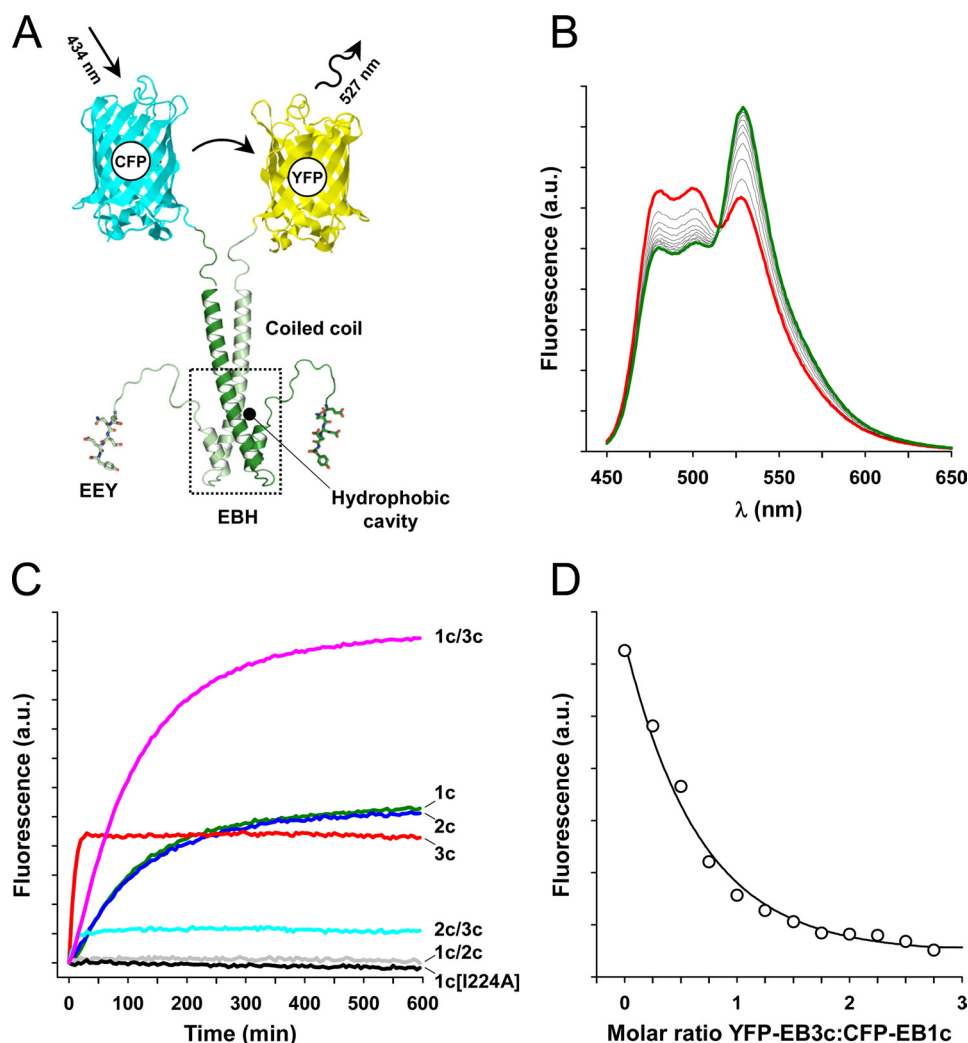 A
434 nm
527 nm
CFP
YFP
Coiled coil
EEY
EBH
Hydrophobic
cavity
B
Fluorescence (a.u.)
450 500 550 600 650
λ (nm)
C
Fluorescence (a.u.)
1c/3c
1c
2c
3c
2c/3c
1c/2c
1c[I224A]
0 100 200 300 400 500 600
Time (min)
D
Fluorescence (a.u.)
0 1 2 3
Molar ratio YFP-EB3c:CFP-EB1c